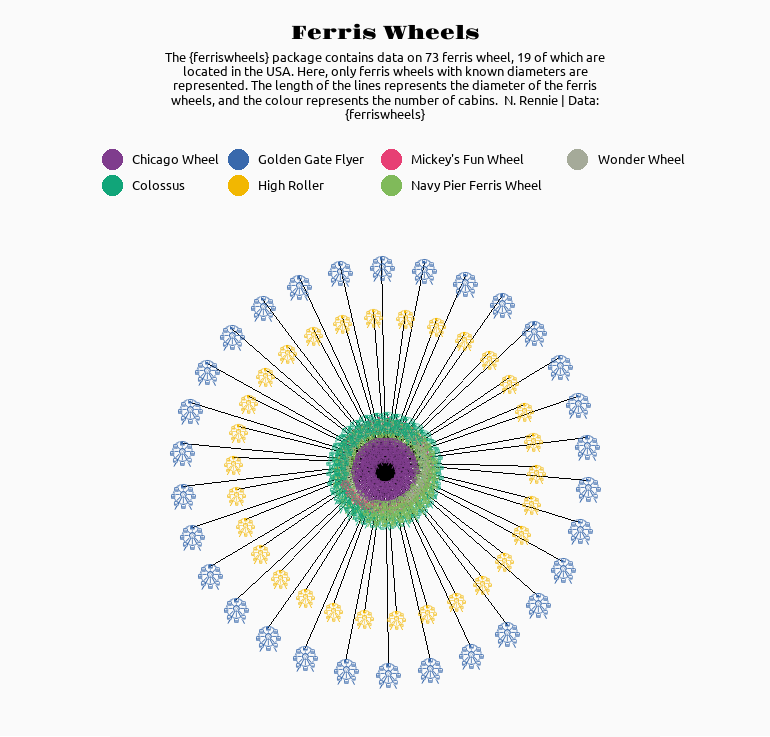 Ferris Wheels
The {ferriswheels} package contains data on 73 ferris wheel, 19 of which are
located in the USA. Here, only ferris wheels with known diameters are
represented. The length of the lines represents the diameter of the ferris
wheels, and the colour represents the number of cabins. N. Rennie | Data:
{ferriswheels}
Chicago Wheel Golden Gate Flyer Mickey's Fun Wheel Wonder Wheel
Colossus High Roller Navy Pier Ferris Wheel